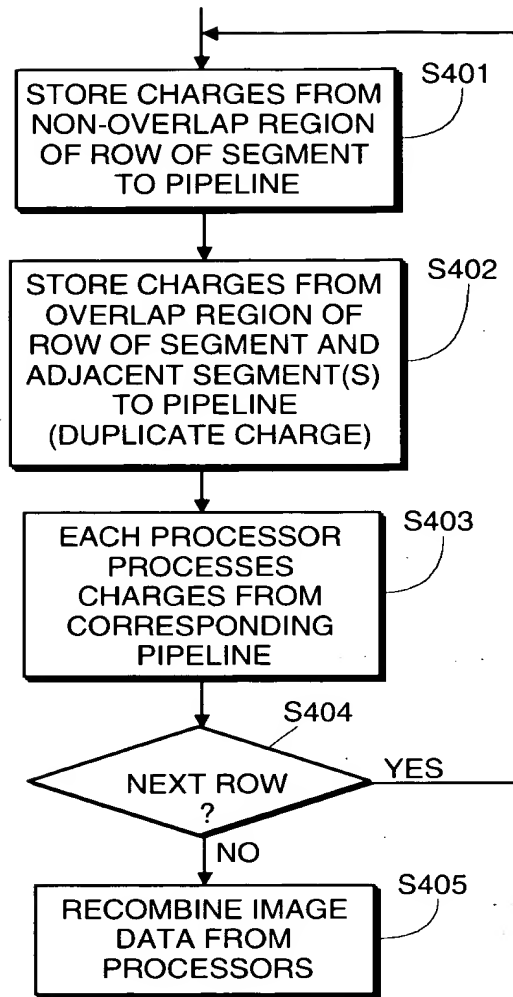 S401
STORE CHARGES FROM
NON-OVERLAP REGION
OF ROW OF SEGMENT
TO PIPELINE
S402
STORE CHARGES FROM
OVERLAP REGION OF
ROW OF SEGMENT AND
ADJACENT SEGMENT(S)
TO PIPELINE
(DUPLICATE CHARGE)
S403
EACH PROCESSOR
PROCESSES
CHARGES FROM
CORRESPONDING
PIPELINE
S404
NEXT ROW
?
YES
NO
S405
RECOMBINE IMAGE
DATA FROM
PROCESSORS